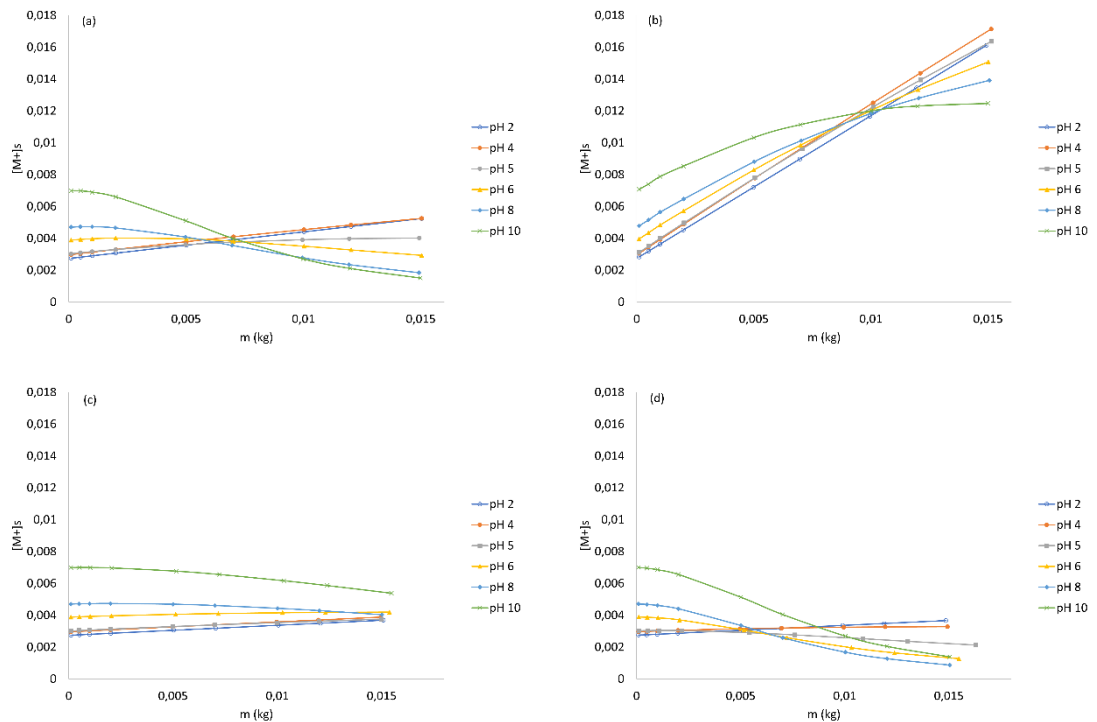 (a)
[M+]s
0,018
0,016
0,014
0,012
0,01
0,008
0,006
0,004
0,002
0
0
0,005
0,01
0,015
m (kg)
pH 2
pH 4
pH 5
pH 6
pH 8
pH 10
(b)
[M+]s
0,018
0,016
0,014
0,012
0,01
0,008
0,006
0,004
0,002
0
0
0,005
0,01
0,015
m (kg)
pH 2
pH 4
pH 5
pH 6
pH 8
pH 10
(c)
[M+]s
0,018
0,016
0,014
0,012
0,01
0,008
0,006
0,004
0,002
0
0
0,005
0,01
0,015
m (kg)
pH 2
pH 4
pH 5
pH 6
pH 8
pH 10
(d)
[M+]s
0,018
0,016
0,014
0,012
0,01
0,008
0,006
0,004
0,002
0
0
0,005
0,01
0,015
m (kg)
pH 2
pH 4
pH 5
pH 6
pH 8
pH 10